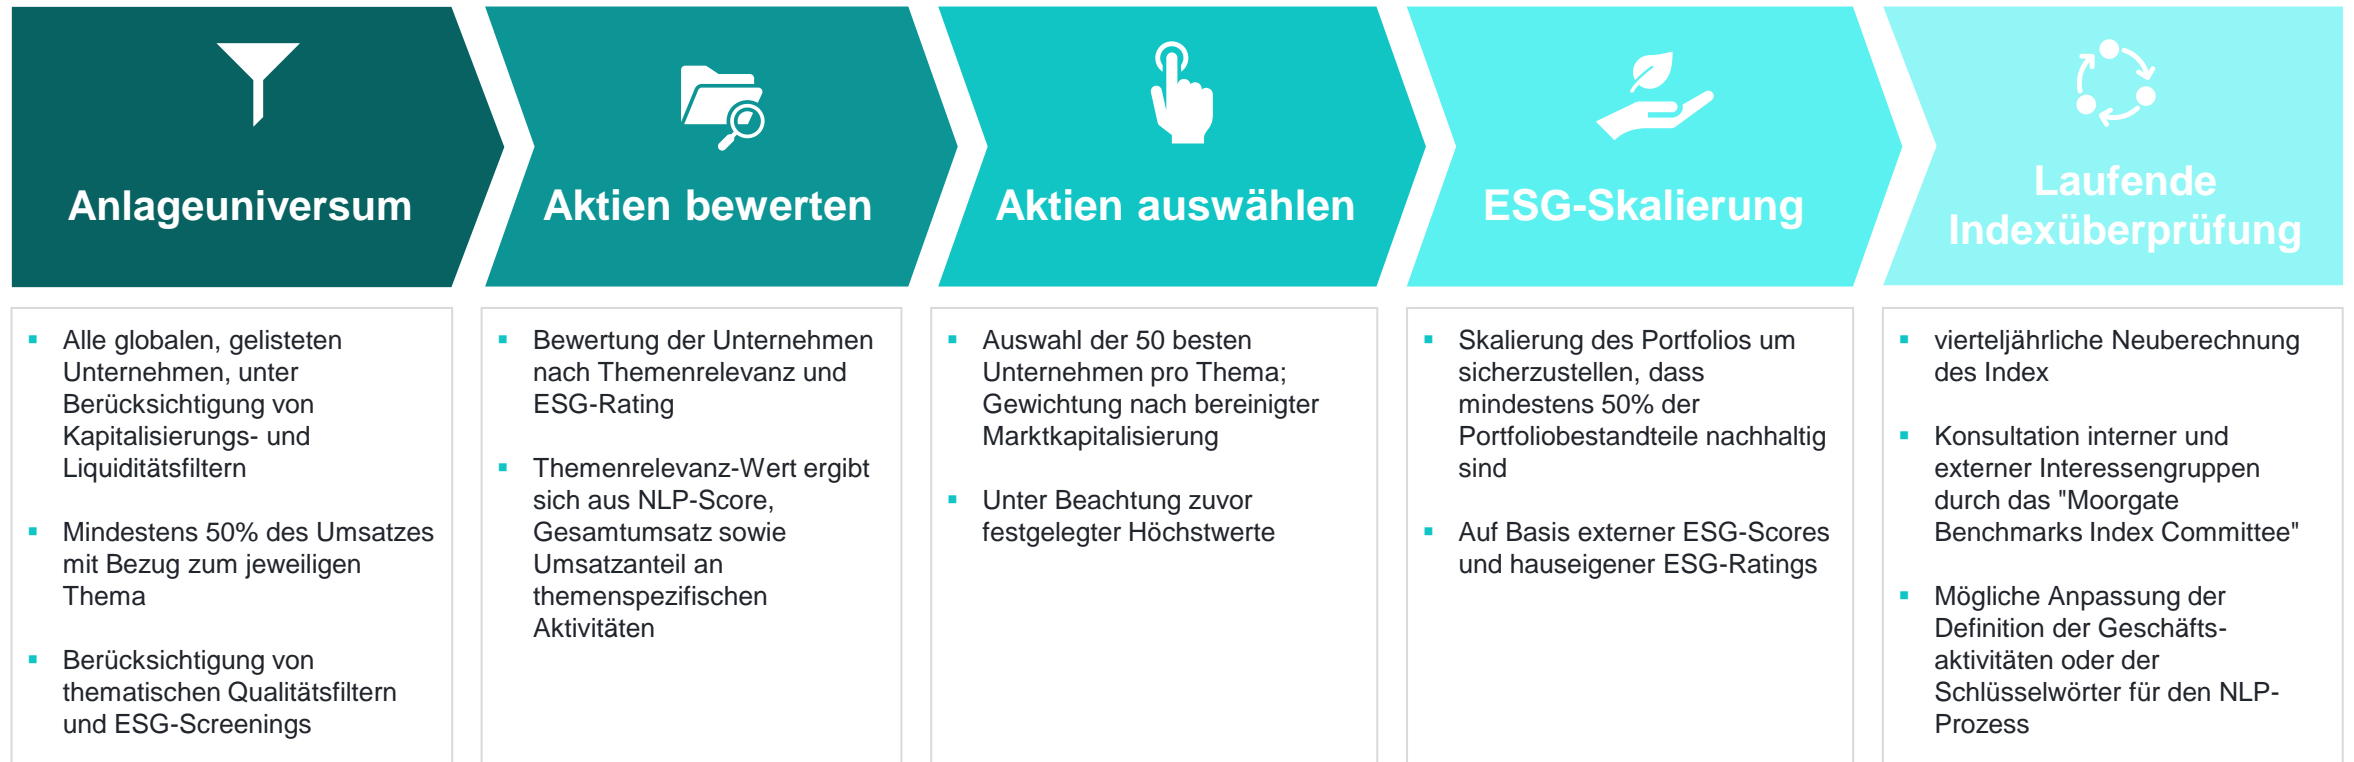 Anlageuniversum
Alle globalen, gelisteten
Unternehmen, unter
Berücksichtigung von
Kapitalisierungs- und
Liquiditätsfiltern
Mindestens 50% des Umsatzes
mit Bezug zum jeweiligen
Thema
Berücksichtigung von
thematischen Qualitätsfiltern
und ESG-Screenings
Aktien bewerten
Bewertung der Unternehmen
nach Themenrelevanz und
ESG-Rating
Themenrelevanz-Wert ergibt
sich aus NLP-Score,
Gesamtumsatz sowie
Umsatzanteil an
themenspezifischen
Aktivitäten
Aktien auswählen
Auswahl der 50 besten
Unternehmen pro Thema;
Gewichtung nach bereinigter
Marktkapitalisierung
Unter Beachtung zuvor
festgelegter Höchstwerte
ESG-Skalierung
Skalierung des Portfolios um
sicherzustellen, dass
mindestens 50% der
Portfoliobestandteile nachhaltig
sind
Auf Basis externer ESG-Scores
und hauseigener ESG-Ratings
Laufende
Indexüberprüfung
vierteljährliche Neuberechnung
des Index
Konsultation interner und
externer Interessengruppen
durch das "Moorgate
Benchmarks Index Committee"
Mögliche Anpassung der
Definition der Geschäfts-
aktivitäten oder der
Schlüsselwörter für den NLP-
Prozess